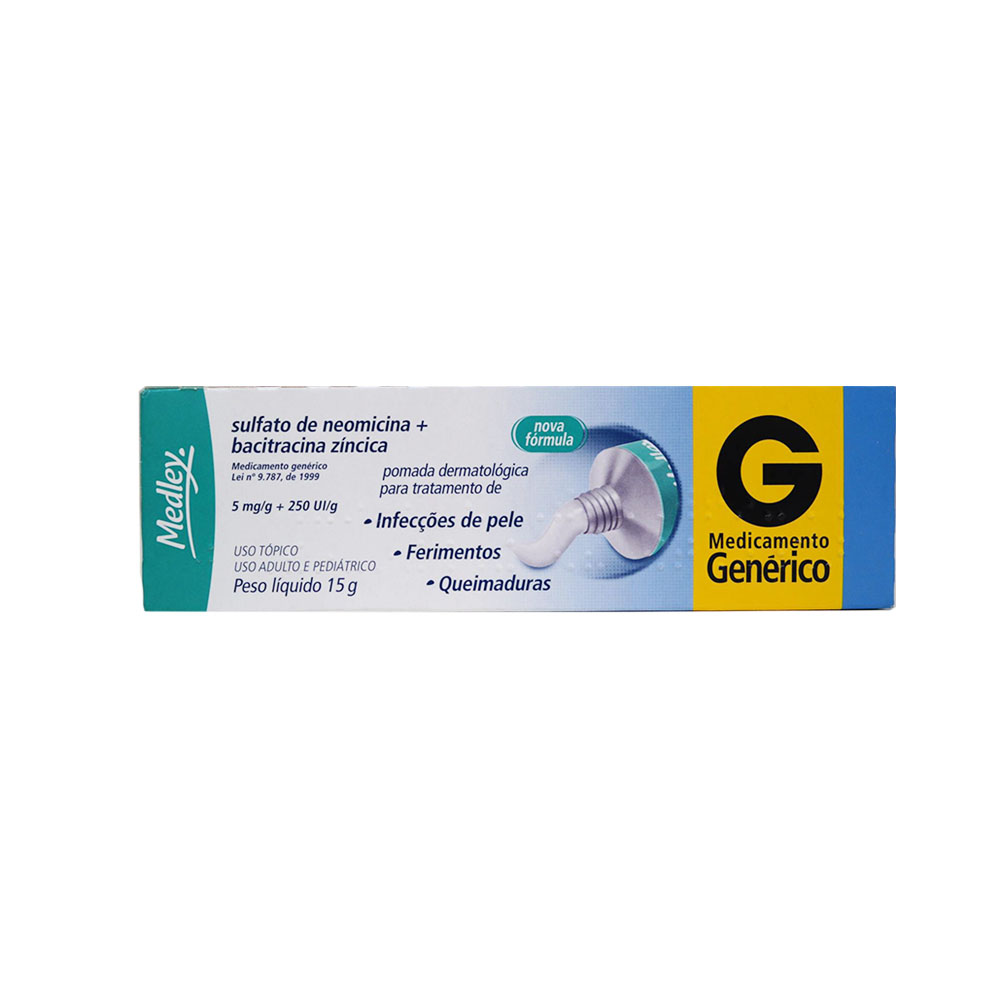 Medley.
sulfato de neomicina +
bacitracina zíncica
Medicamento genérico
Lei nº 9.787, de 1999
5 mg/g + 250 UI/g
USO TÓPICO
USO ADULTO E PEDIÁTRICO
Peso líquido 15 g
nova
fórmula
pomada dermatológica
para tratamento de
• Infecções de pele
• Ferimentos
• Queimaduras
G
Medicamento
Genérico